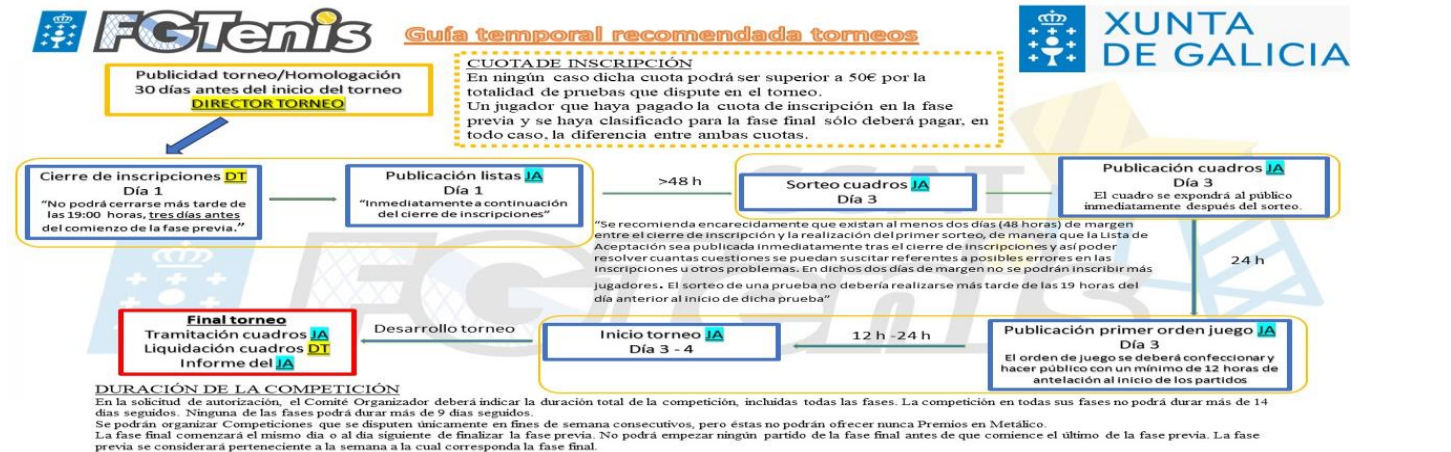 FGTenis
Guía temporal recomendada torneos
XUNTA
DE GALICIA
Publicidad torneo/Homologación
30 días antes del inicio del torneo
DIRECTOR TORNEO
CUOTA DE INSCRIPCIÓN
En ningún caso dicha cuota podrá ser superior a 50€ por la
totalidad de pruebas que dispute en el torneo.
Un jugador que haya pagado la cuota de inscripción en la fase
previa y se haya clasificado para la fase final sólo deberá pagar, en
todo caso, la diferencia entre ambas cuotas.
Cierre de inscripciones DT
Día 1
“No podrá cerrarse más tarde de
las 19:00 horas, tres días antes
del comienzo de la fase previa.”
Publicación listas JA
Día 1
“Inmediatamente a continuación
del cierre de inscripciones”
>48 h
Sorteo cuadros JA
Día 3
Publicación cuadros JA
Día 3
El cuadro se expondrá al público
inmediatamente después del sorteo.
“Se recomienda encarecidamente que existan al menos dos días (48 horas) de margen
entre el cierre de inscripción y la realización del primer sorteo, de manera que la Lista de
Aceptación sea publicada inmediatamente tras el cierre de inscripciones y así poder
resolver cuantas cuestiones se puedan suscitar referentes a posibles errores en las
inscripciones u otros problemas. En dichos dos días de margen no se podrán inscribir más
jugadores. El sorteo de una prueba no debería realizarse más tarde de las 19 horas del
día anterior al inicio de dicha prueba”
24 h
Publicación primer orden juego JA
Día 3
El orden de juego se deberá confeccionar y
hacer público con un mínimo de 12 horas de
antelación al inicio de los partidos
12 h -24 h
Inicio torneo JA
Día 3 - 4
Desarrollo torneo
Final torneo
Tramitación cuadros JA
Liquidación cuadros DT
Informe del JA
CGAT
FGTenis
DURACIÓN DE LA COMPETICIÓN
En la solicitud de autorización, el Comité Organizador deberá indicar la duración total de la competición, incluidas todas las fases. La competición en todas sus fases no podrá durar más de 14
días seguidos. Ninguna de las fases podrá durar más de 9 días seguidos.
Se podrán organizar Competiciones que se disputen únicamente en fines de semana consecutivos, pero éstas no podrán ofrecer nunca Premios en Metálico.
La fase final comenzará el mismo día o al día siguiente de finalizar la fase previa. No podrá empezar ningún partido de la fase final antes de que comience el último de la fase previa. La fase
previa se considerará perteneciente a la semana a la cual corresponda la fase final.